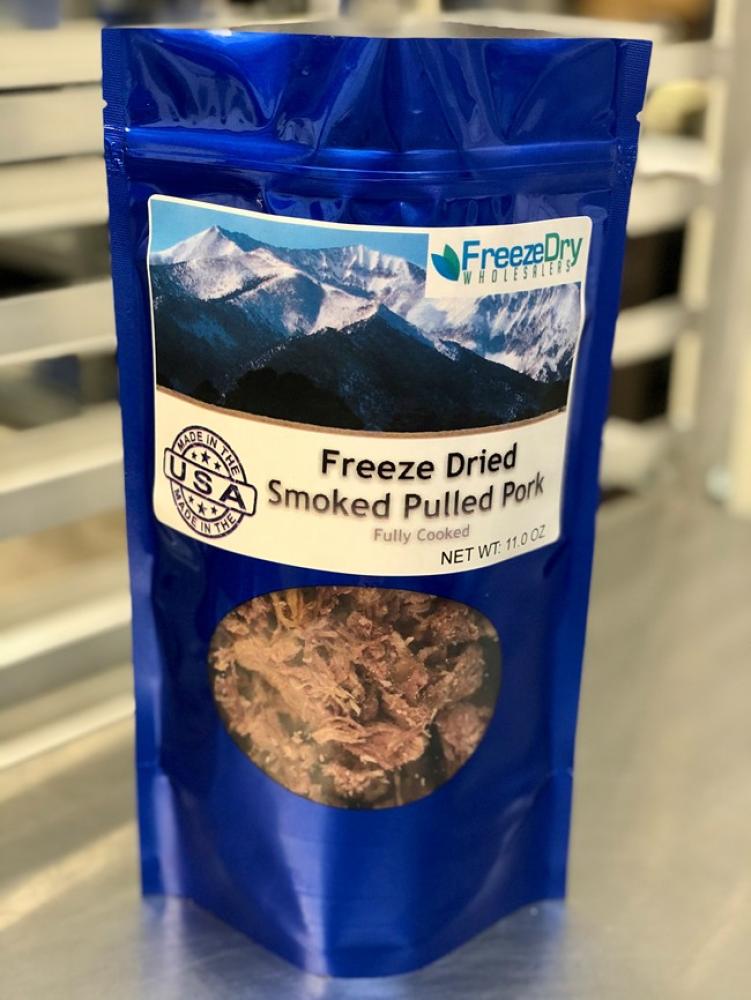 FreezeDry
WHOLESALERS
MADE IN THE
USA
MADE IN THE
Freeze Dried
Smoked Pulled Pork
Fully Cooked
NET WT: 11.0 OZ